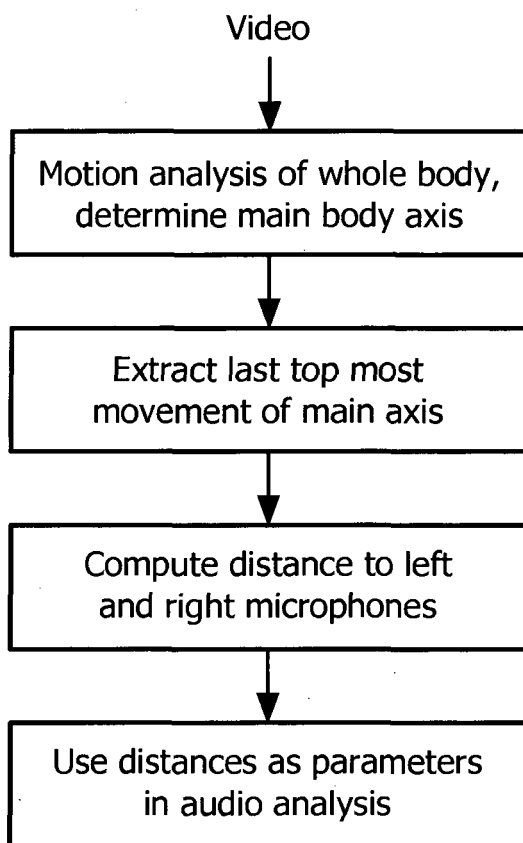 Video
Motion analysis of whole body,
determine main body axis
Extract last top most
movement of main axis
Compute distance to left
and right microphones
Use distances as parameters
in audio analysis